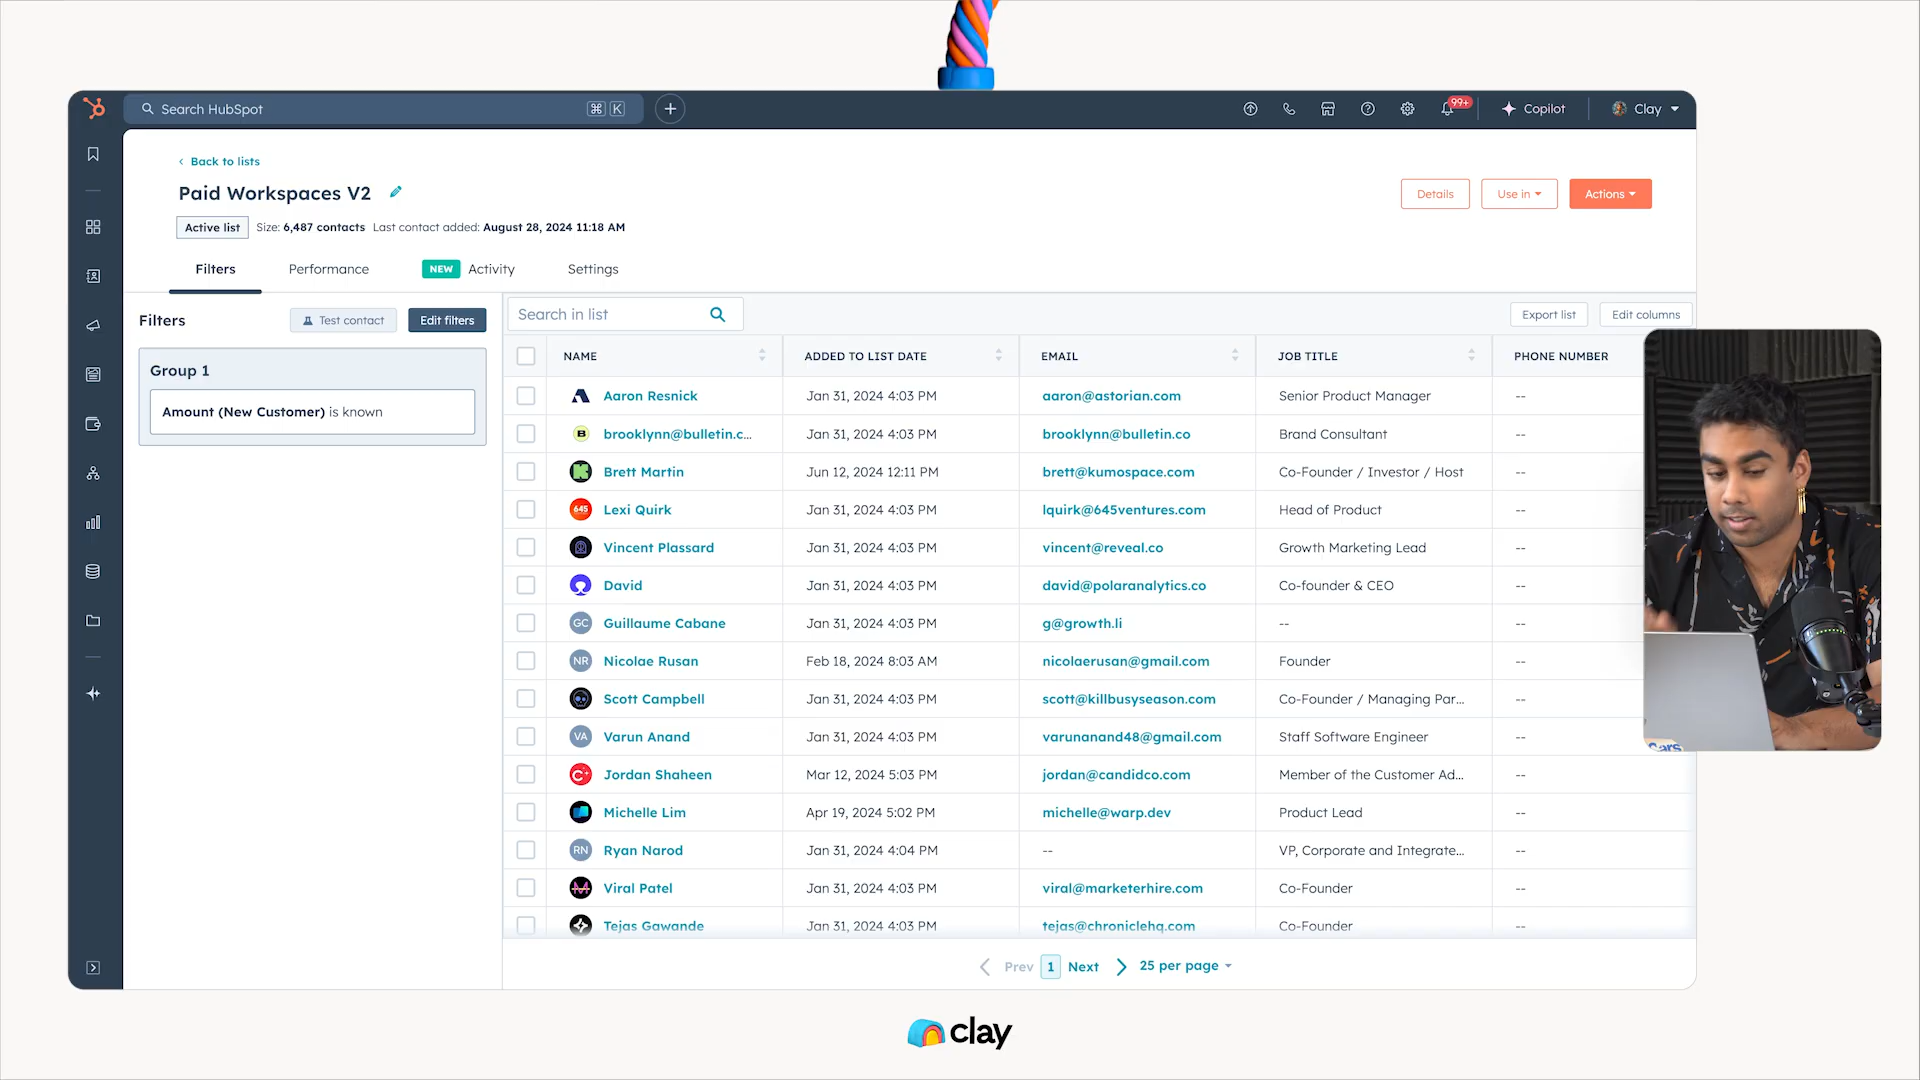 Search HubSpot
⌘ K
+
99+
Copilot
Clay
Back to lists
Paid Workspaces V2
Details
Use in
Actions
Active list
Size: 6,487 contacts
Last contact added: August 28, 2024 11:18 AM
Filters
Performance
NEW
Activity
Settings
Filters
Test contact
Edit filters
Group 1
Amount (New Customer) is known
Search in list
Export list
Edit columns
NAME
ADDED TO LIST DATE
EMAIL
JOB TITLE
PHONE NUMBER
Aaron Resnick Jan 31, 2024 4:03 PM aaron@astorian.com Senior Product Manager --
B brooklynn@bulletin.c... Jan 31, 2024 4:03 PM brooklynn@bulletin.co Brand Consultant --
Brett Martin Jun 12, 2024 12:11 PM brett@kumospace.com Co-Founder / Investor / Host --
645 Lexi Quirk Jan 31, 2024 4:03 PM lquirk@645ventures.com Head of Product --
Vincent Plassard Jan 31, 2024 4:03 PM vincent@reveal.co Growth Marketing Lead --
David Jan 31, 2024 4:03 PM david@polaranalytics.co Co-founder & CEO --
GC Guillaume Cabane Jan 31, 2024 4:03 PM g@growth.li -- --
NR Nicolae Rusan Feb 18, 2024 8:03 AM nicolaerusan@gmail.com Founder --
Scott Campbell Jan 31, 2024 4:03 PM scott@killbusyseason.com Co-Founder / Managing Par... --
VA Varun Anand Jan 31, 2024 4:03 PM varunanand48@gmail.com Staff Software Engineer --
Jordan Shaheen Mar 12, 2024 5:03 PM jordan@candidco.com Member of the Customer Ad... --
Michelle Lim Apr 19, 2024 5:02 PM michelle@warp.dev Product Lead --
RN Ryan Narod Jan 31, 2024 4:04 PM -- VP, Corporate and Integrate... --
Viral Patel Jan 31, 2024 4:03 PM viral@marketerhire.com Co-Founder --
Tejas Gawande Jan 31, 2024 4:03 PM tejas@chroniclehq.com Co-Founder --
Prev 1 Next 25 per page
Cars
clay